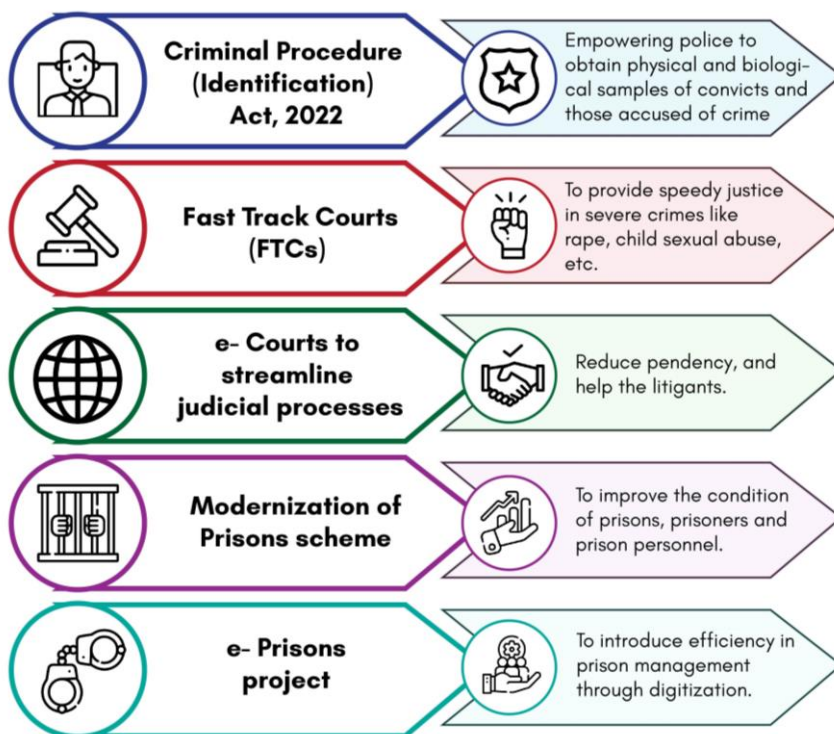 Criminal Procedure
(Identification)
Act, 2022
Empowering police to
obtain physical and biologi-
cal samples of convicts and
those accused of crime
Fast Track Courts
(FTCs)
To provide speedy justice
in severe crimes like
rape, child sexual abuse,
etc.
e- Courts to
streamline
judicial processes
Reduce pendency, and
help the litigants.
Modernization of
Prisons scheme
To improve the condition
of prisons, prisoners and
prison personnel.
e- Prisons
project
To introduce efficiency in
prison management
through digitization.